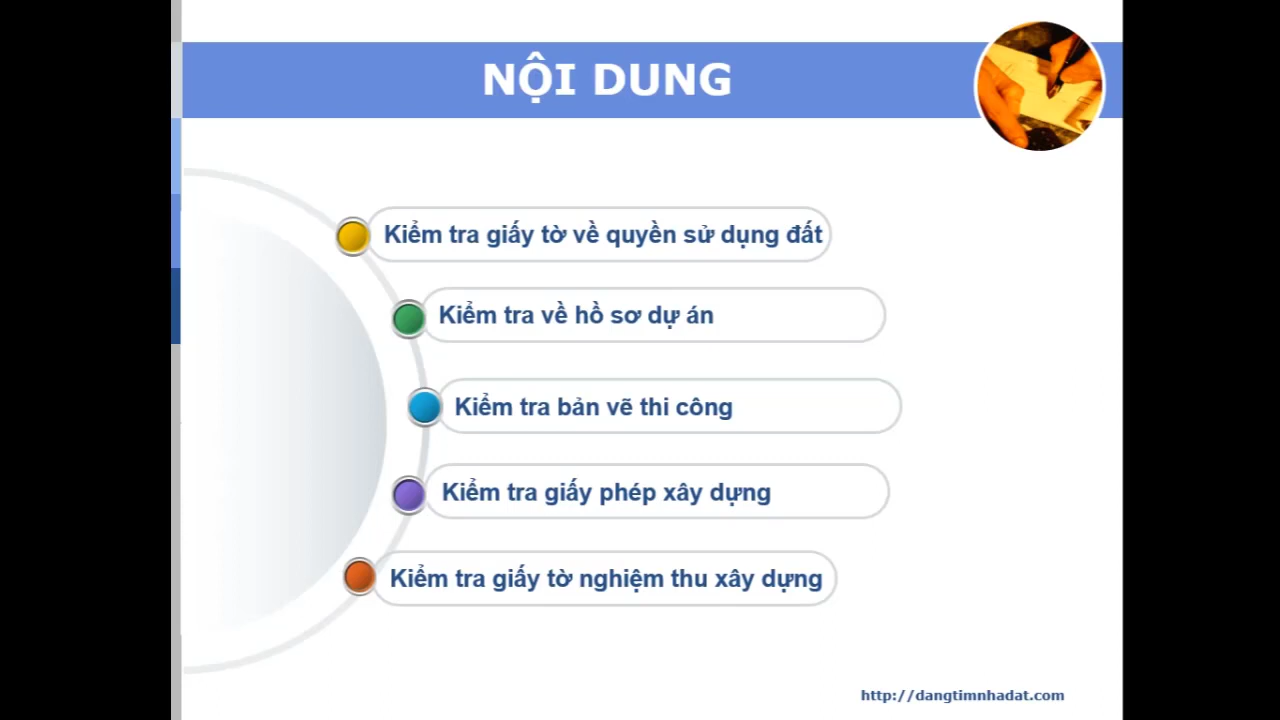 NỘI DUNG
Kiểm tra giấy tờ về quyền sử dụng đất
Kiểm tra về hồ sơ dự án
Kiểm tra bản vẽ thi công
Kiểm tra giấy phép xây dựng
Kiểm tra giấy tờ nghiệm thu xây dựng
http://dangtimnhadat.com